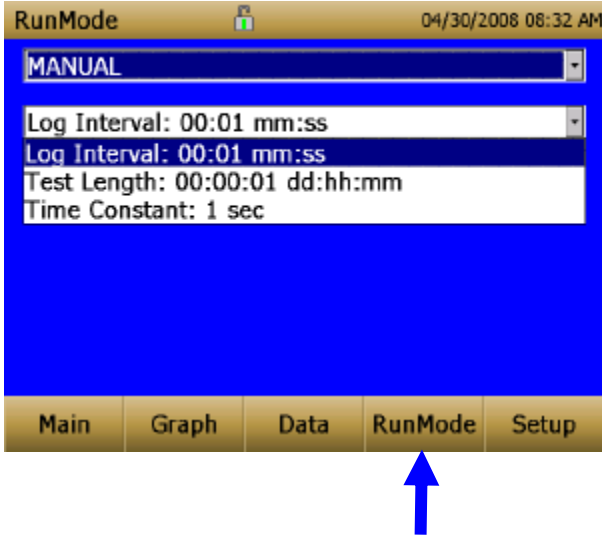 RunMode 04/30/2008 08:32 AM
MANUAL
Log Interval: 00:01 mm:ss
Log Interval: 00:01 mm:ss
Test Length: 00:00:01 dd:hh:mm
Time Constant: 1 sec
Main Graph Data RunMode Setup